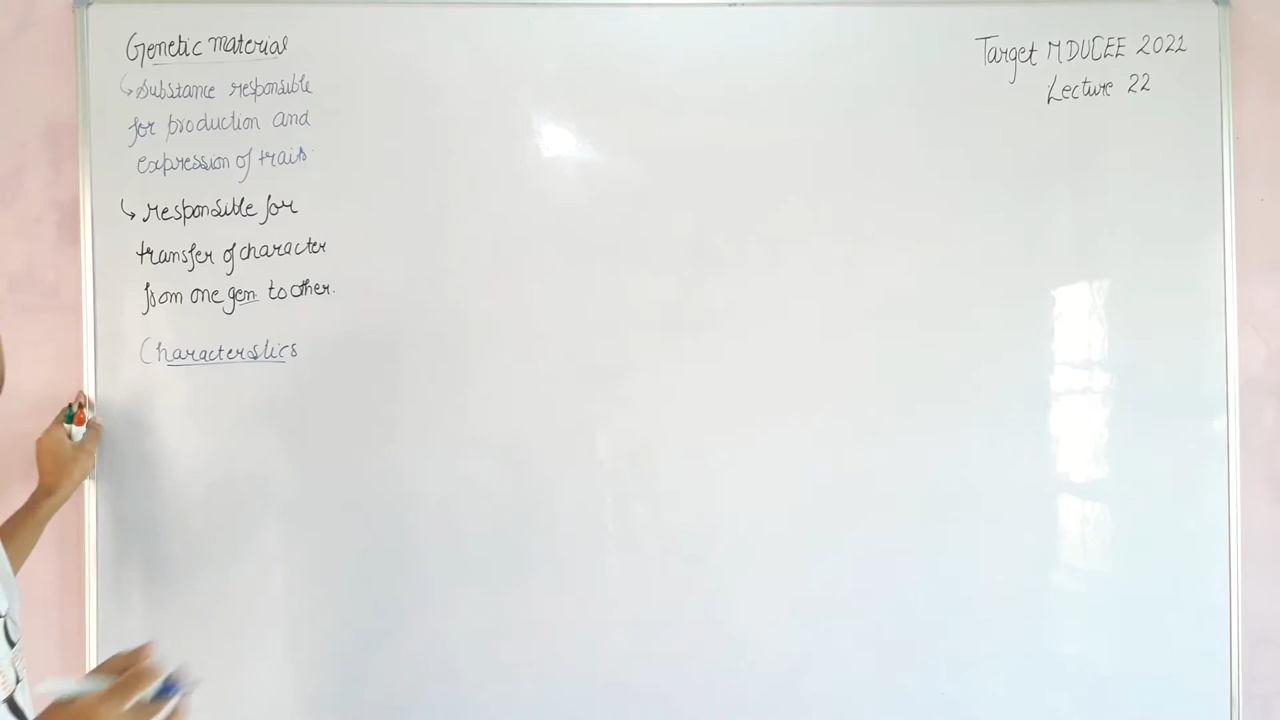 Genetic material
↳ Substance responsible
for production and
expression of traits.
↳ responsible for
transfer of character
from one gen. to other.
Characterstics
Target MDUCEE 2022
Lecture 22